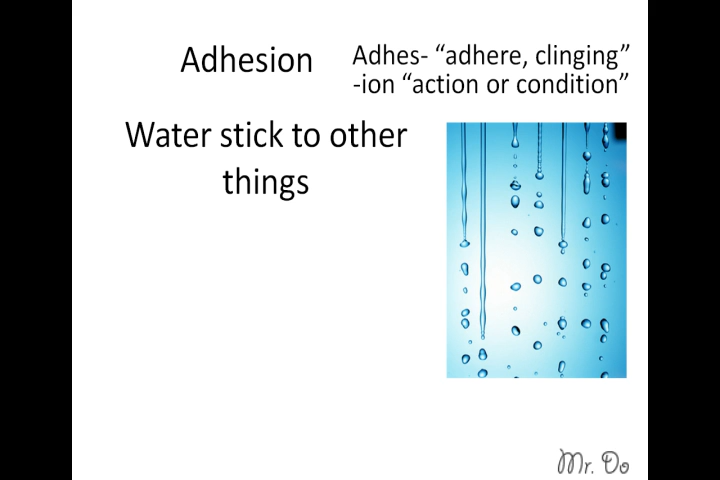 Adhesion
Adhes- “adhere, clinging”
-ion “action or condition”
Water stick to other
things
Mr. Do